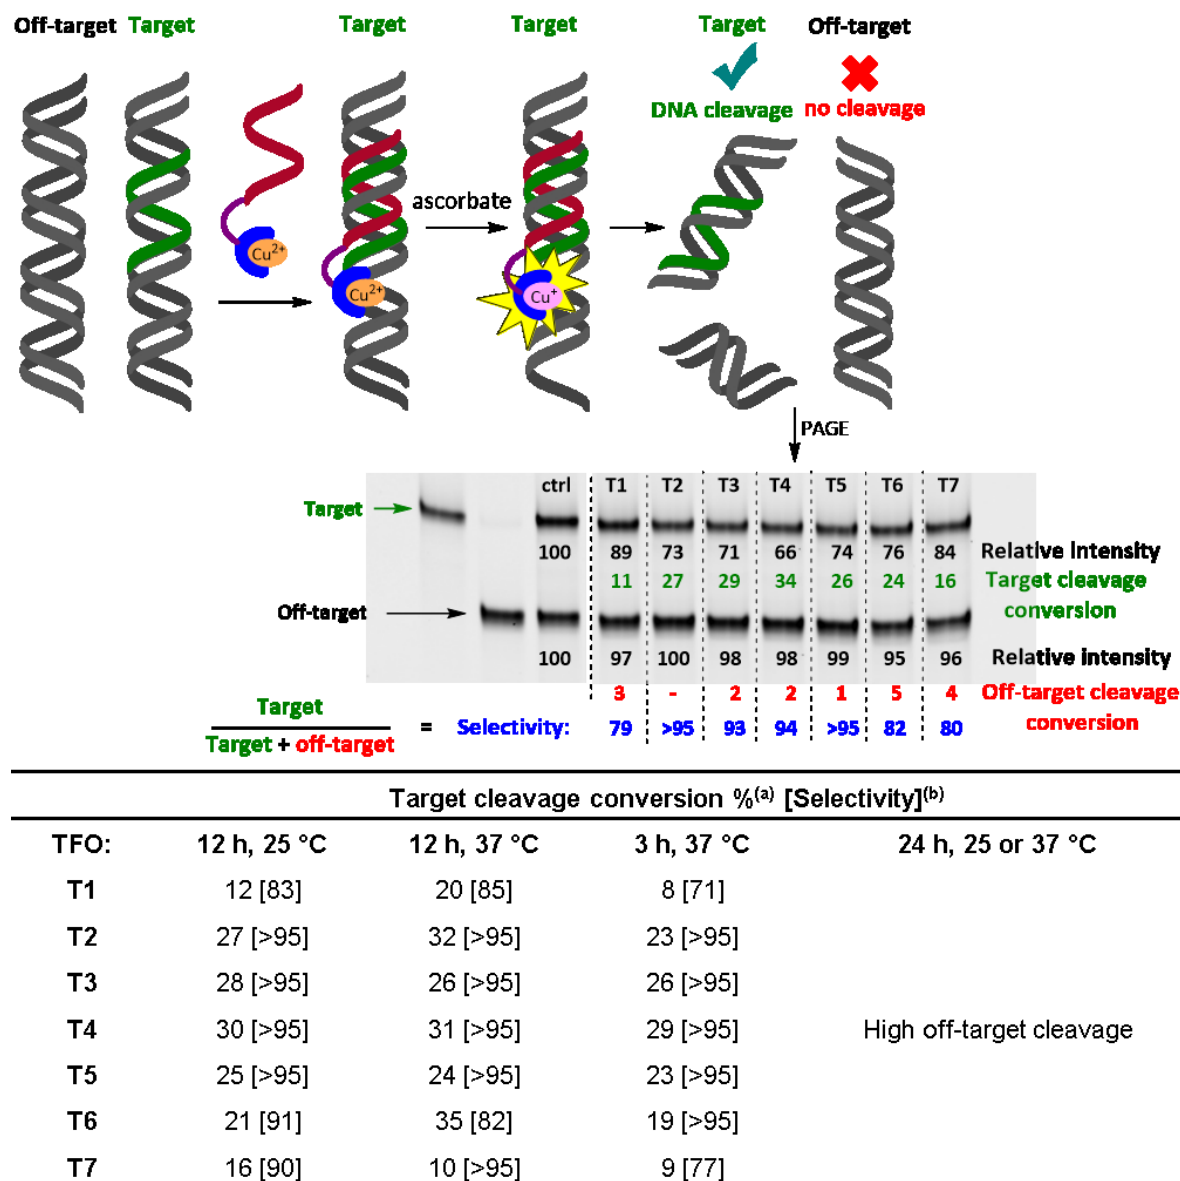 Off-target Target Target Target Target Off-target
DNA cleavage no cleavage
Cu2+
ascorbate
Cu2+
Cu+
PAGE
ctrl T1 T2 T3 T4 T5 T6 T7
Target
100 89 73 71 66 74 76 84 Relative intensity
11 27 29 34 26 24 16 Target cleavage
conversion
Off-target
100 97 100 98 98 99 95 96 Relative intensity
3 - 2 2 1 5 4 Off-target cleavage
conversion
Target
Target + off-target
= Selectivity: 79 >95 93 94 >95 82 80
Target cleavage conversion %(a) [Selectivity](b)
TFO: 12 h, 25 °C 12 h, 37 °C 3 h, 37 °C 24 h, 25 or 37 °C
T1 12 [83] 20 [85] 8 [71]
T2 27 [>95] 32 [>95] 23 [>95]
T3 28 [>95] 26 [>95] 26 [>95]
T4 30 [>95] 31 [>95] 29 [>95] High off-target cleavage
T5 25 [>95] 24 [>95] 23 [>95]
T6 21 [91] 35 [82] 19 [>95]
T7 16 [90] 10 [>95] 9 [77]